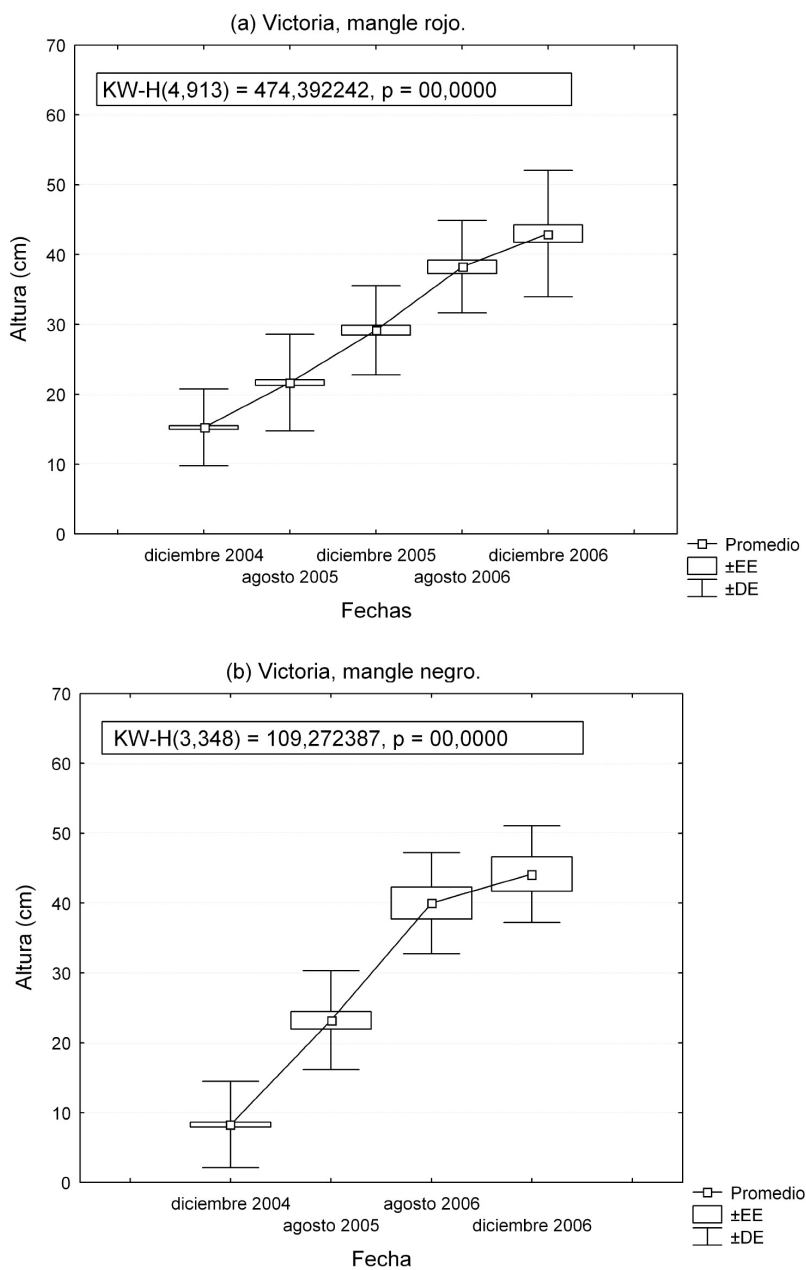 (a) Victoria, mangle rojo.
70
KW-H(4,913) = 474,392242, p = 00,0000
60
50
40
30
20
10
0
Altura (cm)
diciembre 2004
diciembre 2005
diciembre 2006
agosto 2005
agosto 2006
Fechas
Promedio
±EE
±DE
(b) Victoria, mangle negro.
70
KW-H(3,348) = 109,272387, p = 00,0000
60
50
40
30
20
10
0
Altura (cm)
diciembre 2004
agosto 2006
agosto 2005
diciembre 2006
Fecha
Promedio
±EE
±DE